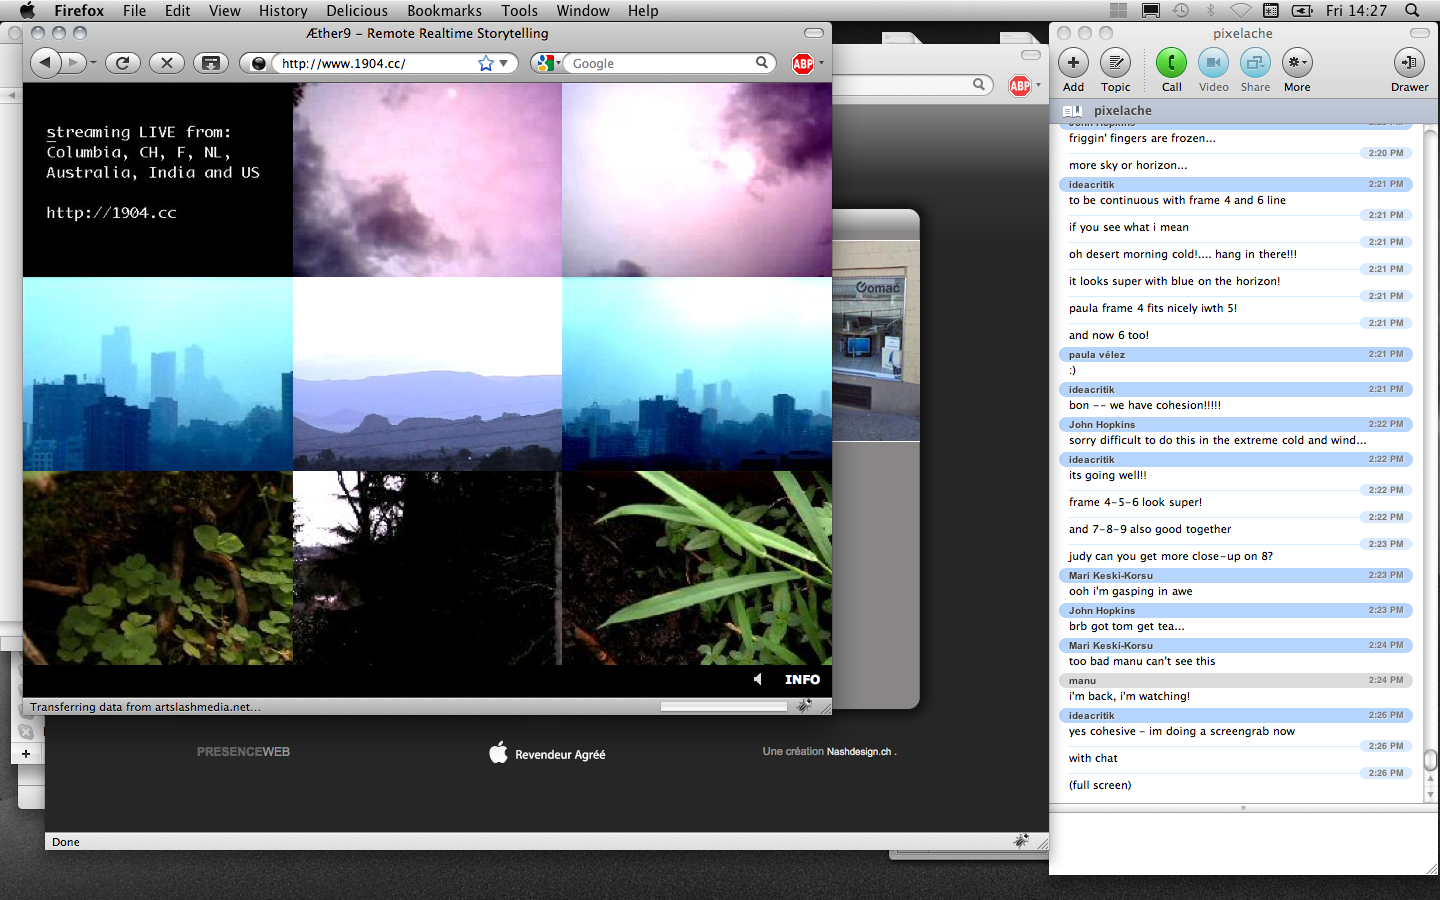 Firefox File Edit View History Delicious Bookmarks Tools Window Help Fri 14:27
Æther9 - Remote Realtime Storytelling
http://www.1904.cc/
Google
ABP
streaming LIVE from:
Columbia, CH, F, NL,
Australia, India and US
http://1904.cc
INFO
Transferring data from artslashmedia.net...
ABP
Gomac
PRESENCEWEB
Revendeur Agréé
Une création Nashdesign.ch .
Done
pixelache
Add Topic Call Video Share More Drawer
pixelache
John Hopkins
friggin' fingers are frozen...
2:20 PM
more sky or horizon...
ideacritik 2:21 PM
to be continuous with frame 4 and 6 line
2:21 PM
if you see what i mean
2:21 PM
oh desert morning cold!.... hang in there!!!
2:21 PM
it looks super with blue on the horizon!
2:21 PM
paula frame 4 fits nicely iwth 5!
2:21 PM
and now 6 too!
paula vélez 2:21 PM
:)
ideacritik 2:21 PM
bon -- we have cohesion!!!!!
John Hopkins 2:22 PM
sorry difficult to do this in the extreme cold and wind...
ideacritik 2:22 PM
its going well!!
2:22 PM
frame 4-5-6 look super!
2:22 PM
and 7-8-9 also good together
2:23 PM
judy can you get more close-up on 8?
Mari Keski-Korsu 2:23 PM
ooh i'm gasping in awe
John Hopkins 2:23 PM
brb got tom get tea...
Mari Keski-Korsu 2:24 PM
too bad manu can't see this
manu 2:24 PM
i'm back, i'm watching!
ideacritik 2:26 PM
yes cohesive - im doing a screengrab now
2:26 PM
with chat
2:26 PM
(full screen)